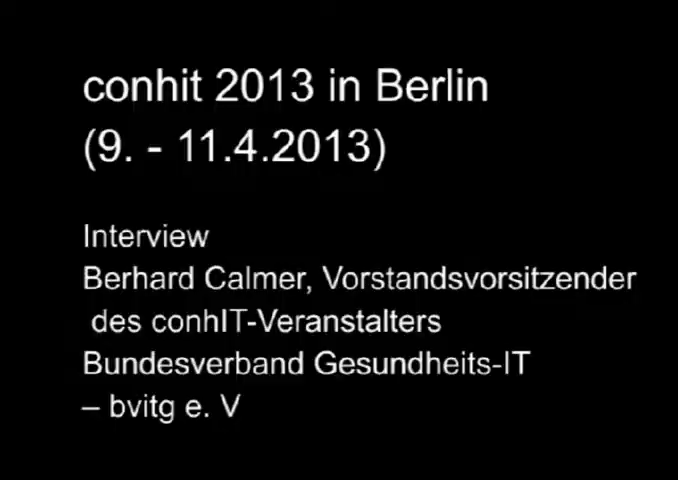 conhit 2013 in Berlin
(9. - 11.4.2013)
Interview
Berhard Calmer, Vorstandsvorsitzender
des conhIT-Veranstalters
Bundesverband Gesundheits-IT
– bvitg e. V